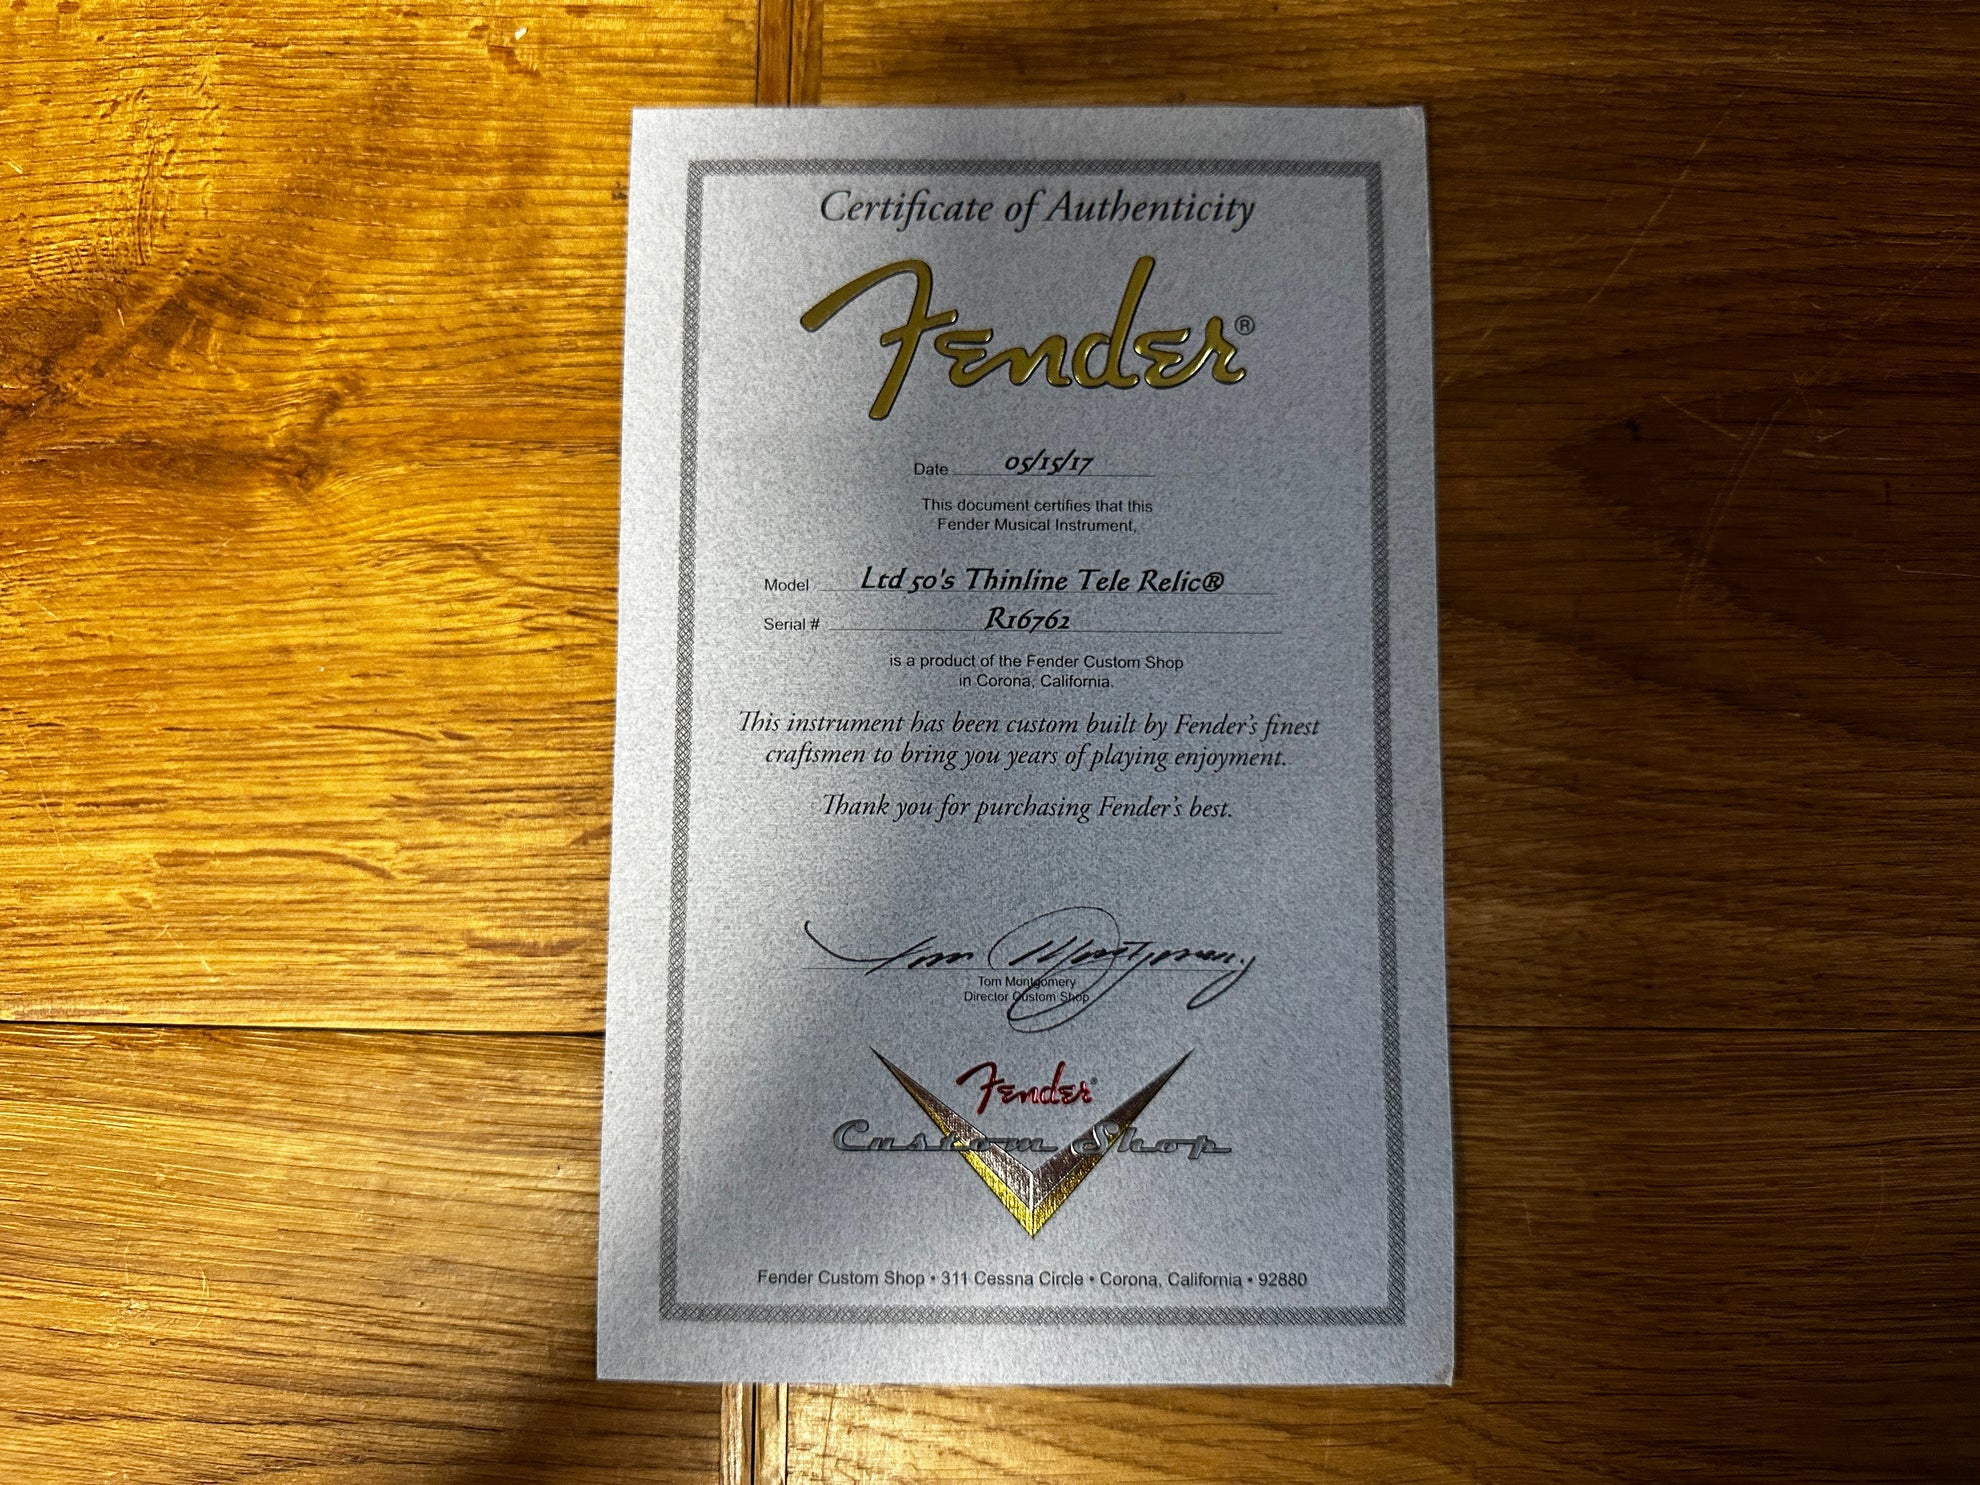 Certificate of Authenticity
Fender®
Date 05/15/17
This document certifies that this
Fender Musical Instrument,
Model Ltd 50's Thinline Tele Relic®
Serial # R16762
is a product of the Fender Custom Shop
in Corona, California.
This instrument has been custom built by Fender's finest
craftsmen to bring you years of playing enjoyment.
Thank you for purchasing Fender's best.
Tom Montgomery
Tom Montgomery
Director Custom Shop
Fender®
Custom Shop
Fender Custom Shop • 311 Cessna Circle • Corona, California • 92880